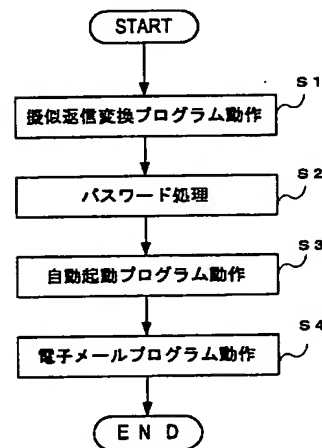 START
S1
擬似返信変換プログラム動作
S2
パスワード処理
S3
自動起動プログラム動作
S4
電子メールプログラム動作
END